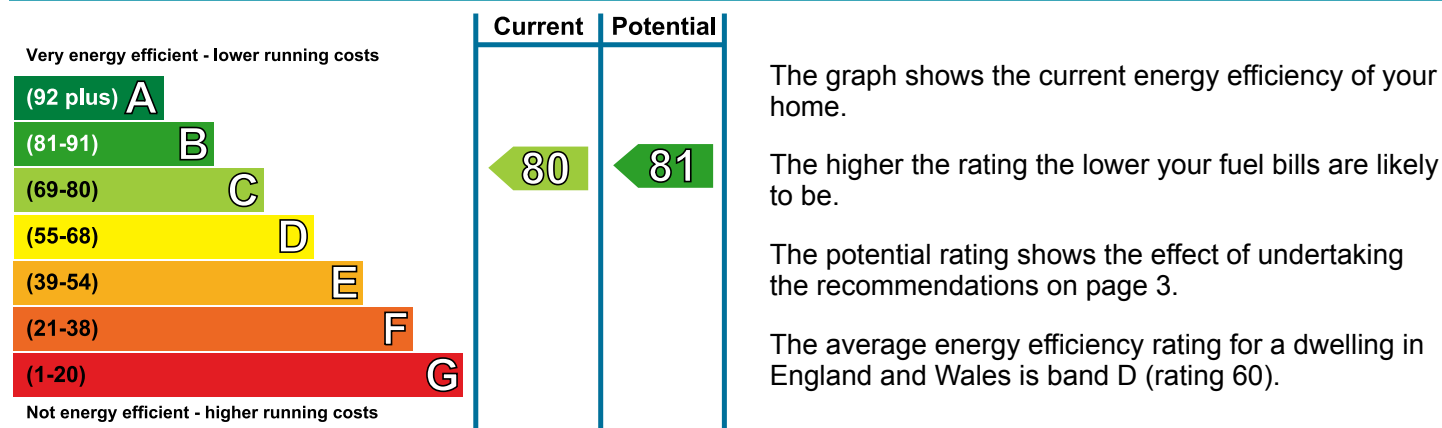 Current Potential
Very energy efficient - lower running costs
(92 plus) A
(81-91) B
(69-80) C
(55-68) D
(39-54) E
(21-38) F
(1-20) G
Not energy efficient - higher running costs
80 81
The graph shows the current energy efficiency of your
home.
The higher the rating the lower your fuel bills are likely
to be.
The potential rating shows the effect of undertaking
the recommendations on page 3.
The average energy efficiency rating for a dwelling in
England and Wales is band D (rating 60).